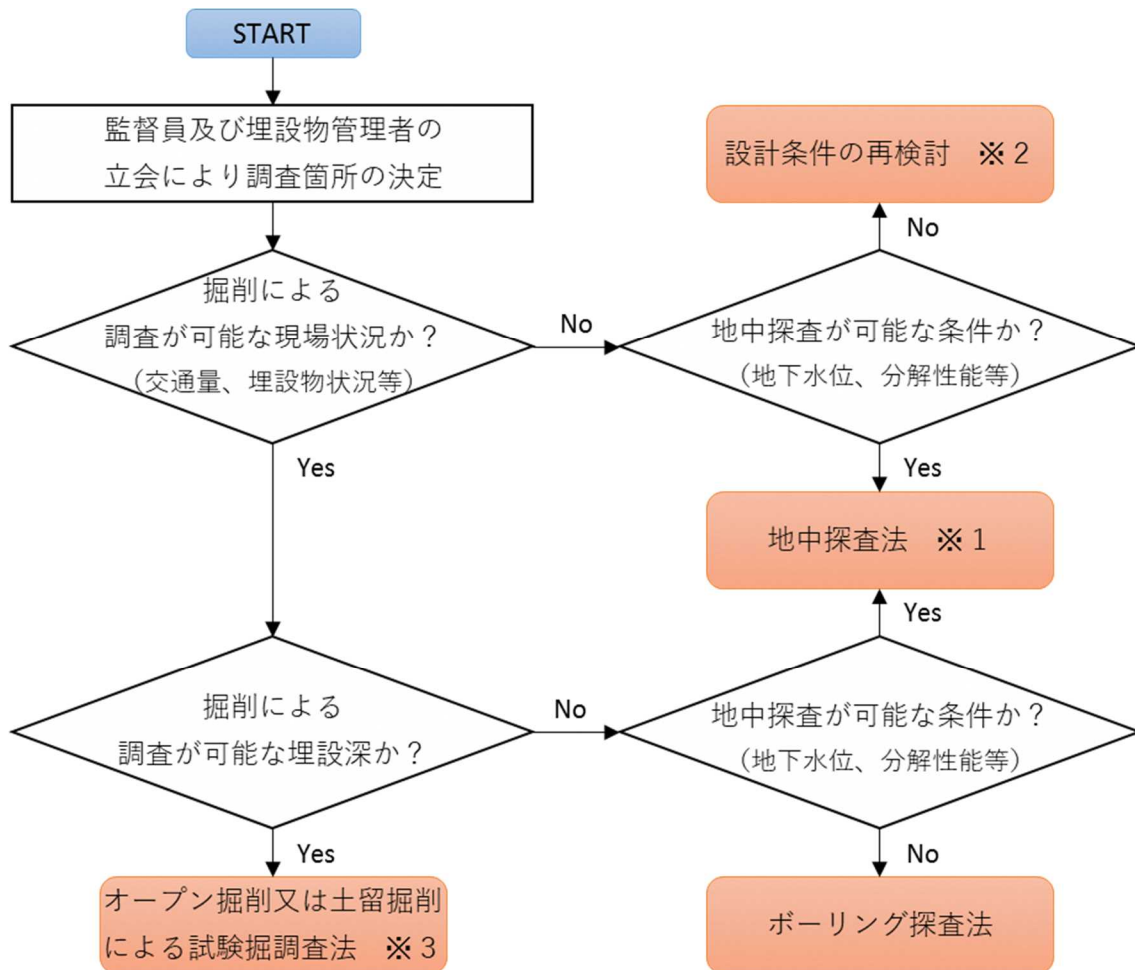 START
監督員及び埋設物管理者の
立会により調査箇所の決定
設計条件の再検討　※２
No
掘削による
調査が可能な現場状況か？
（交通量、埋設物状況等）
No
地中探査が可能な条件か？
（地下水位、分解性能等）
Yes
Yes
地中探査法　※１
Yes
掘削による
調査が可能な埋設深か？
No
地中探査が可能な条件か？
（地下水位、分解性能等）
Yes
No
オープン掘削又は土留掘削
による試験掘調査法　※３
ボーリング探査法